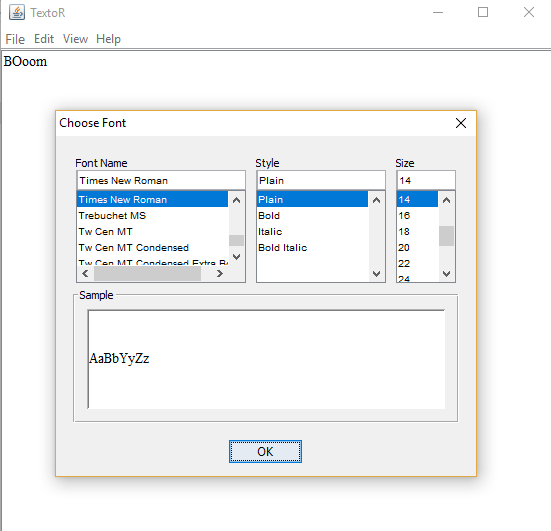 TextoR
File Edit View Help
BOoom
Choose Font
Font Name Style Size
Times New Roman Plain 14
Times New Roman Plain 14
Trebuchet MS Bold 16
Tw Cen MT Italic 18
Tw Cen MT Condensed Bold Italic 20
Tw Cen MT Condensed Extra 22
24
Sample
AaBbYyZz
OK